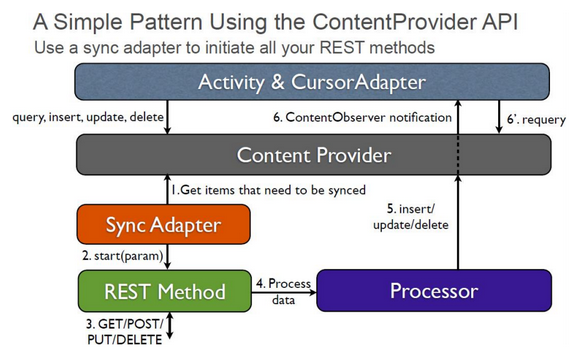 A Simple Pattern Using the ContentProvider API
Use a sync adapter to initiate all your REST methods
Activity & CursorAdapter
query, insert, update, delete
6. ContentObserver notification
6'. requery
Content Provider
1.Get items that need to be synced
Sync Adapter
5. insert/
update/delete
2. start(param)
REST Method
4. Process
data
Processor
3. GET/POST/
PUT/DELETE